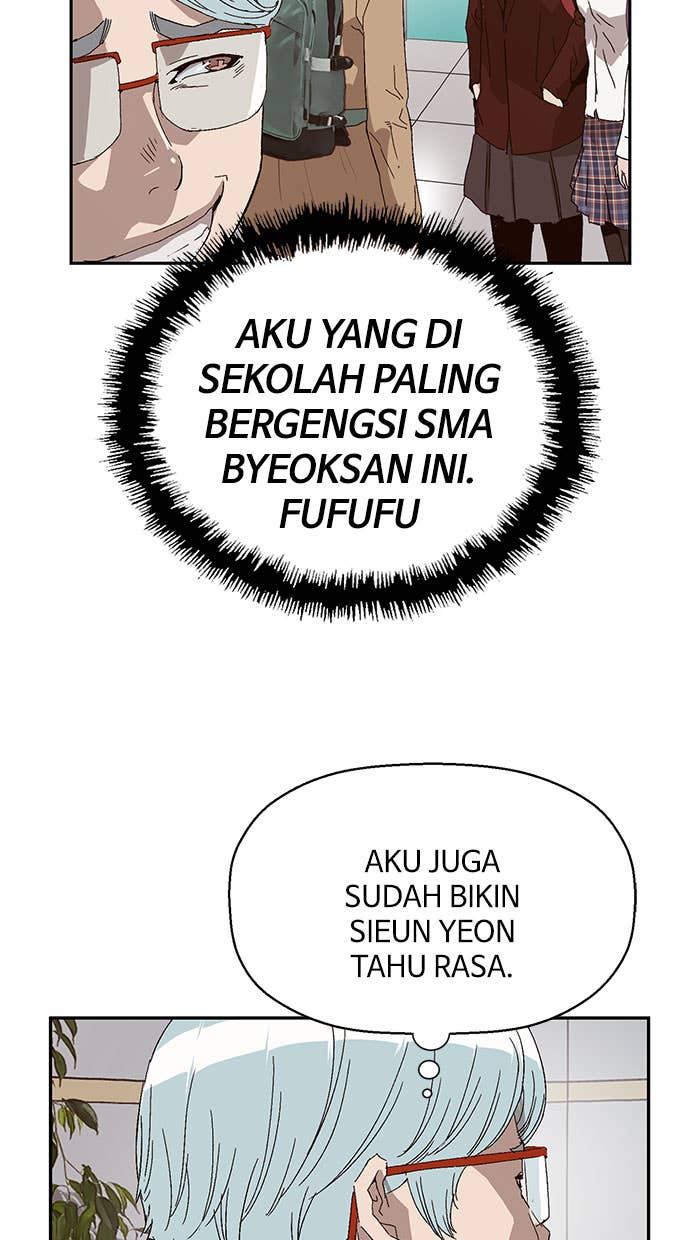 AKU YANG DI
SEKOLAH PALING
BERGENGSI SMA
BYEOKSAN INI.
FUFUFU
AKU JUGA
SUDAH BIKIN
SIEUN YEON
TAHU RASA.